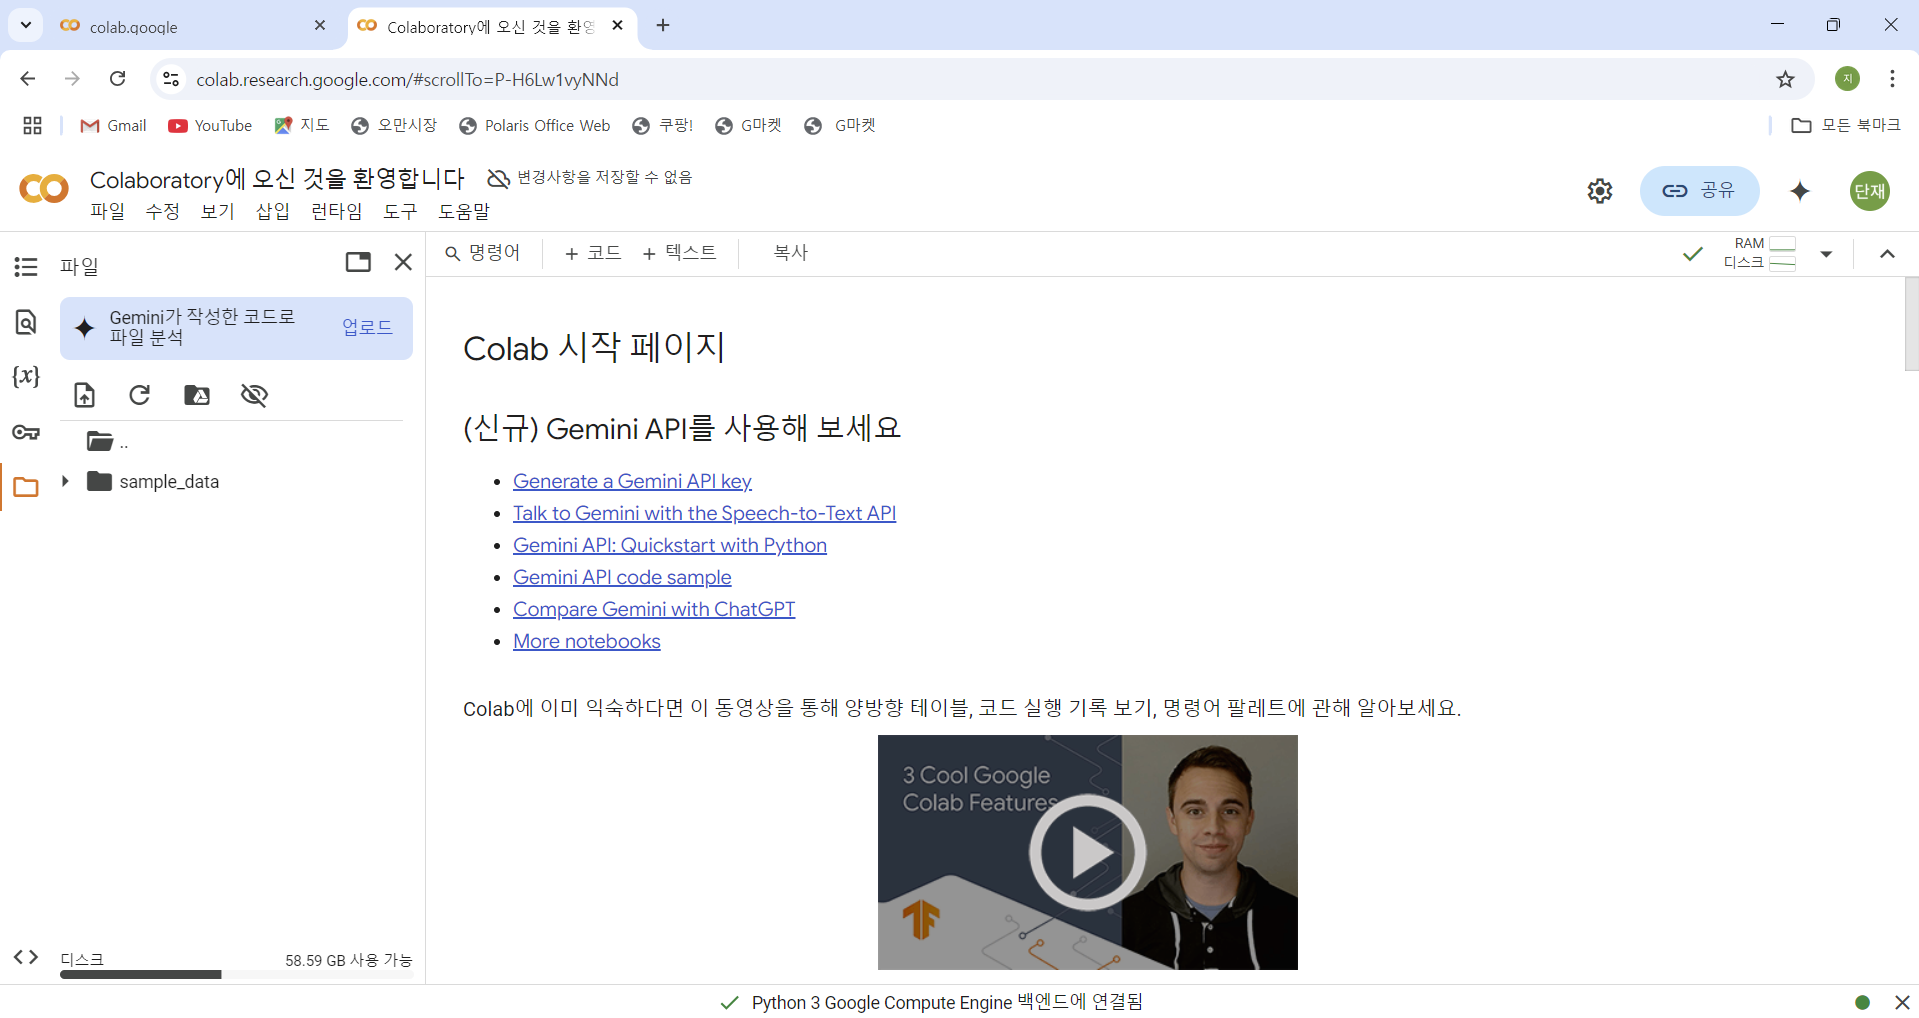 colab.google
Colaboratory에 오신 것을 환영
colab.research.google.com/#scrollTo=P-H6Lw1vyNNd
지
Gmail
YouTube
지도
오만시장
Polaris Office Web
쿠팡!
G마켓
G마켓
모든 북마크
Colaboratory에 오신 것을 환영합니다
변경사항을 저장할 수 없음
파일 수정 보기 삽입 런타임 도구 도움말
공유
단재
파일
명령어
+ 코드
+ 텍스트
복사
RAM
디스크
Gemini가 작성한 코드로
파일 분석
업로드
{x}
..
sample_data
Colab 시작 페이지
(신규) Gemini API를 사용해 보세요
Generate a Gemini API key
Talk to Gemini with the Speech-to-Text API
Gemini API: Quickstart with Python
Gemini API code sample
Compare Gemini with ChatGPT
More notebooks
Colab에 이미 익숙하다면 이 동영상을 통해 양방향 테이블, 코드 실행 기록 보기, 명령어 팔레트에 관해 알아보세요.
3 Cool Google
Colab Features
디스크
58.59 GB 사용 가능
Python 3 Google Compute Engine 백엔드에 연결됨